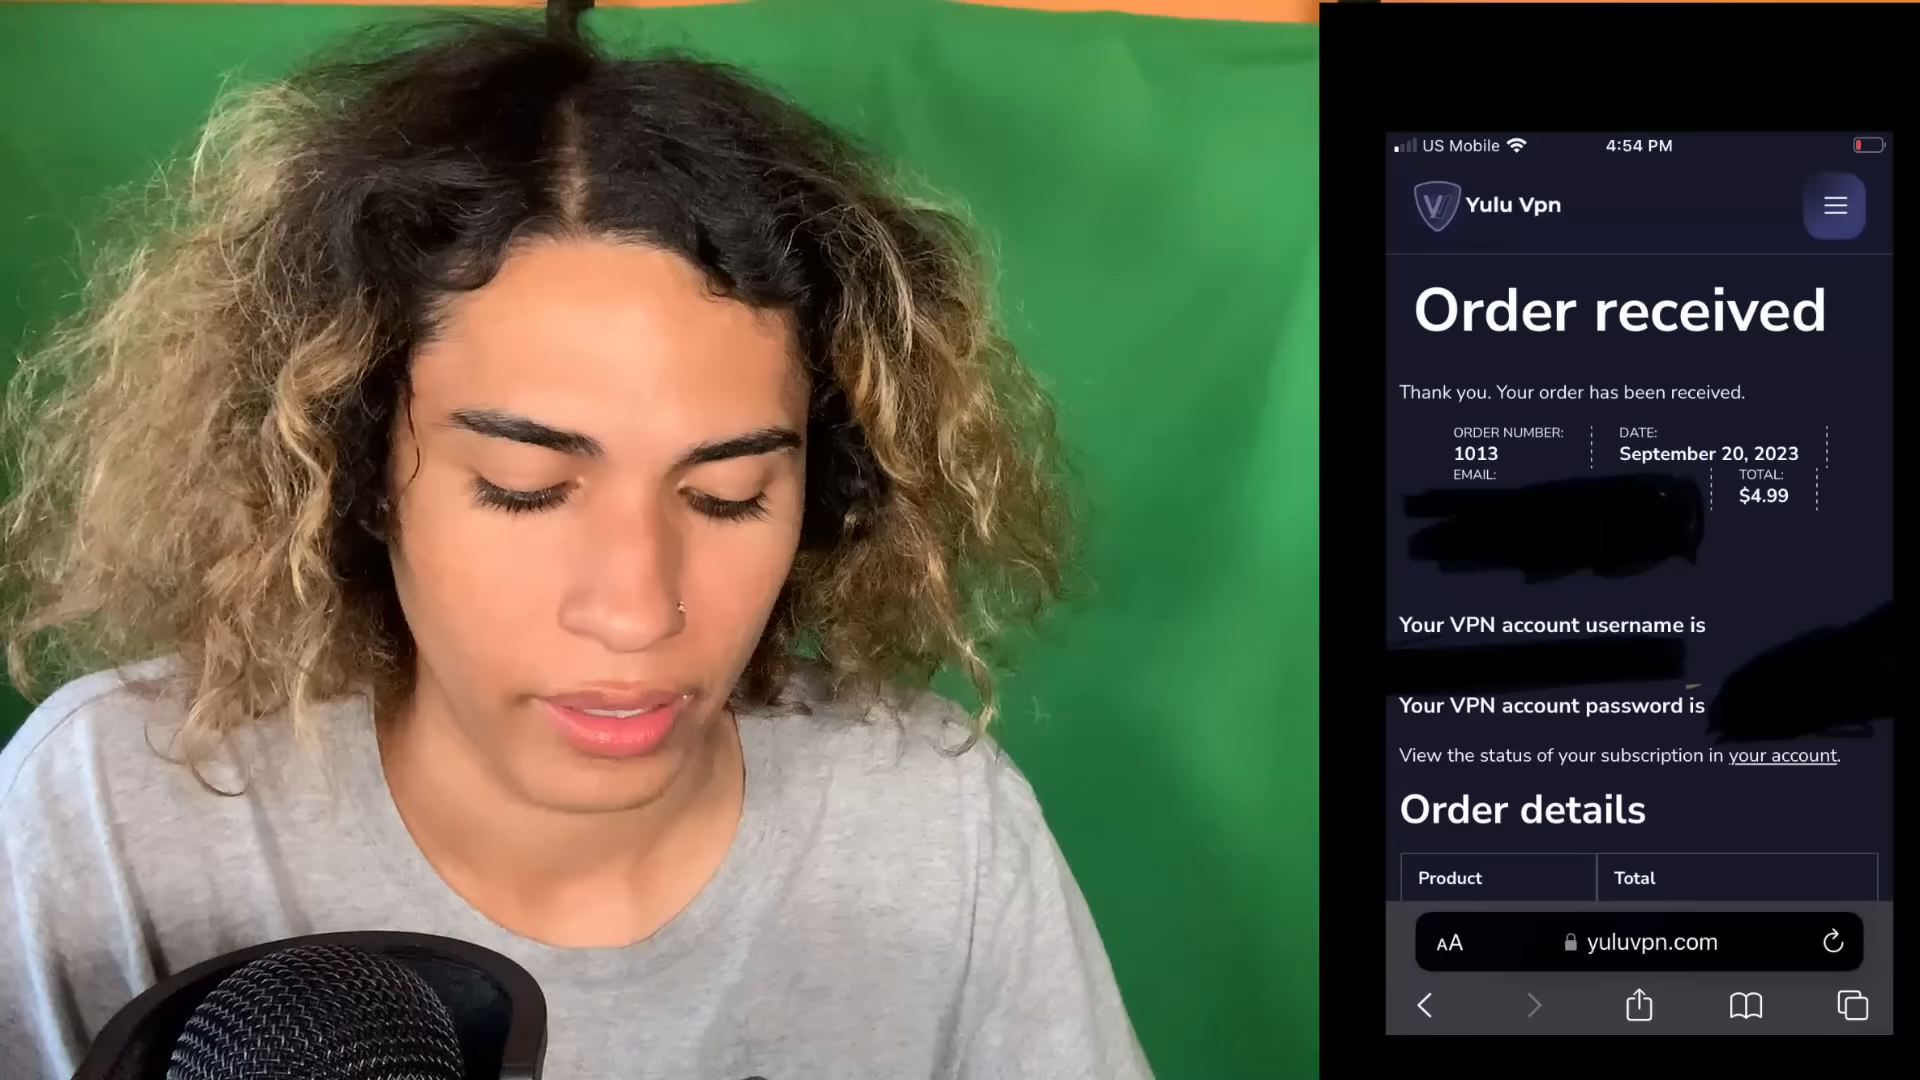 US Mobile
4:54 PM
Yulu Vpn
Order received
Thank you. Your order has been received.
ORDER NUMBER:
1013
DATE:
September 20, 2023
EMAIL:
TOTAL:
$4.99
Your VPN account username is
Your VPN account password is
View the status of your subscription in your account.
Order details
Product
Total
AA
yuluvpn.com